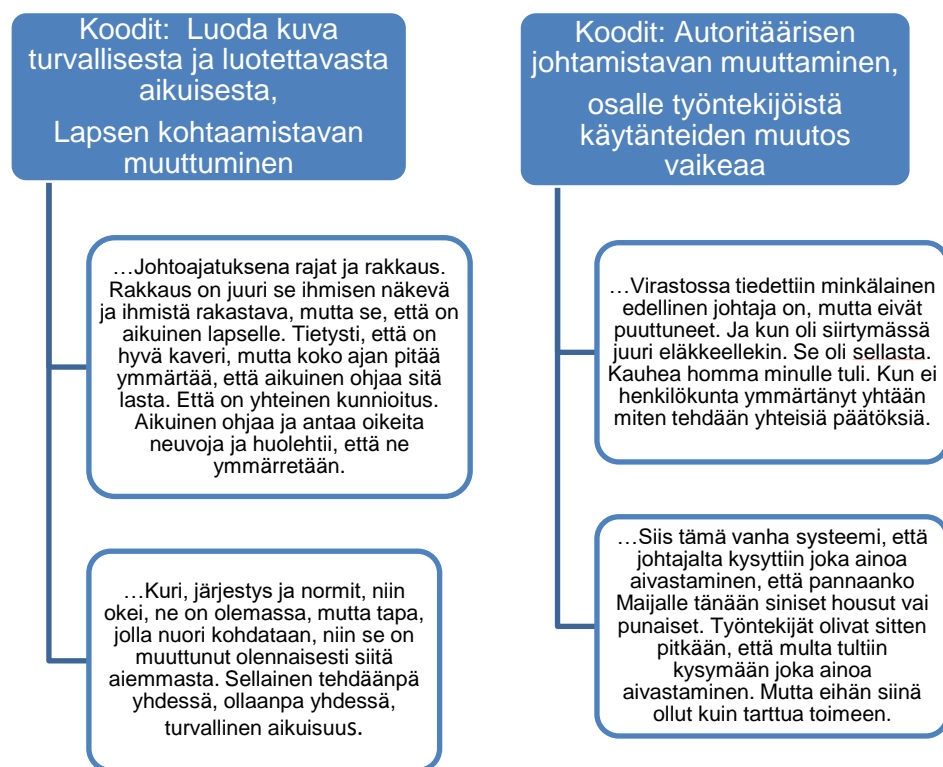 Koodit:  Luoda kuva
turvallisesta ja luotettavasta
aikuisesta,
Lapsen kohtaamistavan
muuttuminen
…Johtoajatuksena rajat ja rakkaus.
Rakkaus on juuri se ihmisen näkevä
ja ihmistä rakastava, mutta se, että on
aikuinen lapselle. Tietysti, että on
hyvä kaveri, mutta koko ajan pitää
ymmärtää, että aikuinen ohjaa sitä
lasta. Että on yhteinen kunnioitus.
Aikuinen ohjaa ja antaa oikeita
neuvoja ja huolehtii, että ne
ymmärretään.
…Kuri, järjestys ja normit, niin
okei, ne on olemassa, mutta tapa,
jolla nuori kohdataan, niin se on
muuttunut olennaisesti siitä
aiemmasta. Sellainen tehdäänpä
yhdessä, ollaanpa yhdessä,
turvallinen aikuisuus.
Koodit: Autoritäärisen
johtamistavan muuttaminen,
osalle työntekijöistä
käytänteiden muutos
vaikeaa
…Virastossa tiedettiin minkälainen
edellinen johtaja on, mutta eivät
puuttuneet. Ja kun oli siirtymässä
juuri eläkkeellekin. Se oli sellasta.
Kauhea homma minulle tuli. Kun ei
henkilökunta ymmärtänyt yhtään
miten tehdään yhteisiä päätöksiä.
…Siis tämä vanha systeemi, että
johtajalta kysyttiin joka ainoa
aivastaminen, että pannaanko
Maijalle tänään siniset housut vai
punaiset. Työntekijät olivat sitten
pitkään, että multa tultiin
kysymään joka ainoa
aivastaminen. Mutta eihän siinä
ollut kuin tarttua toimeen.